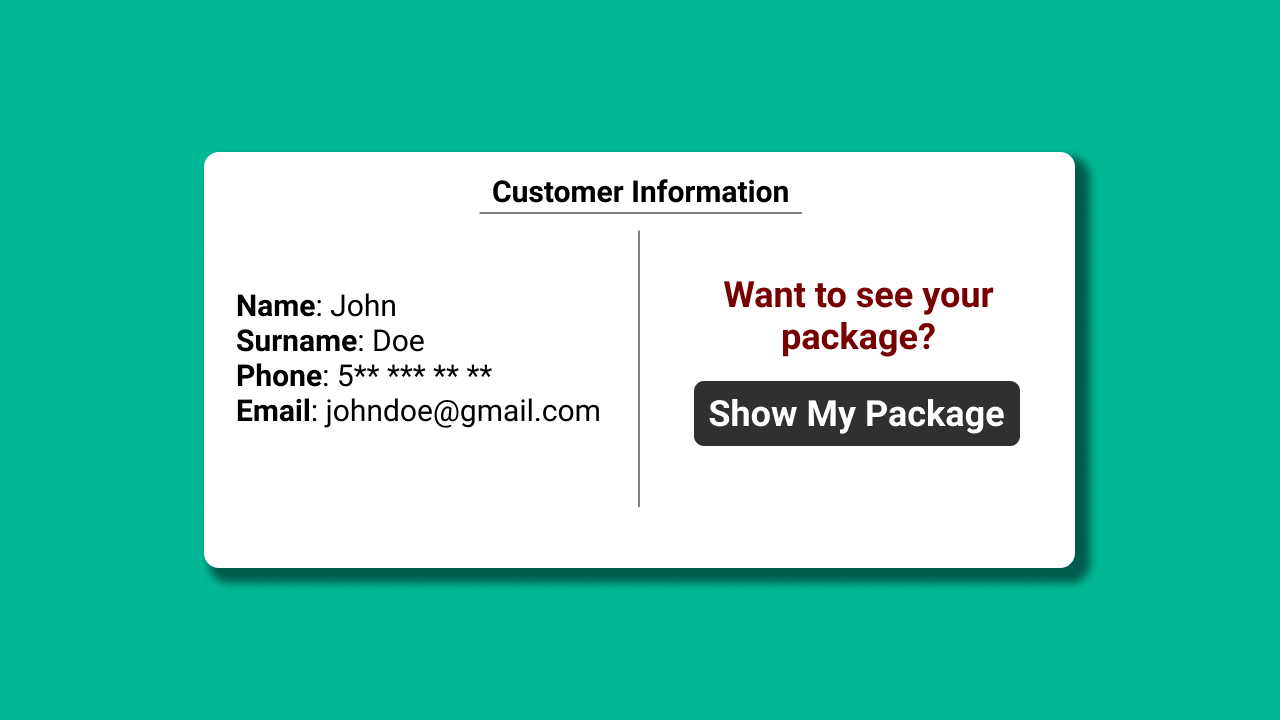 Customer Information
Name: John
Surname: Doe
Phone: 5** *** ** **
Email: johndoe@gmail.com
Want to see your
package?
Show My Package